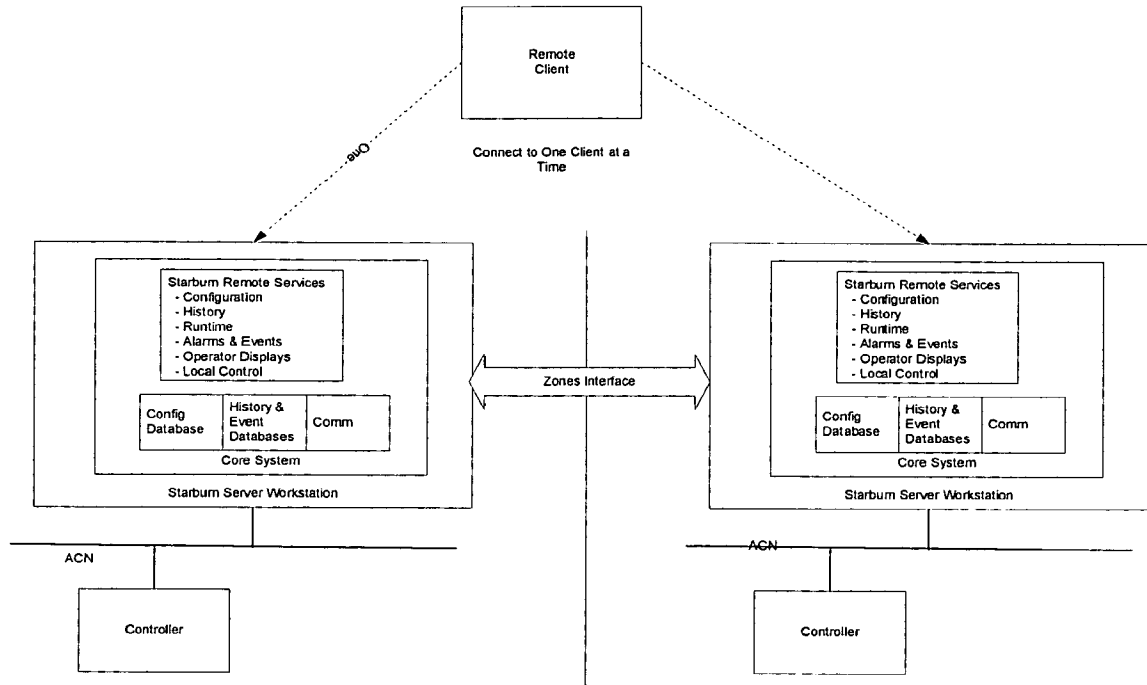 Remote
Client
One
Connect to One Client at a
Time
Starburn Remote Services
- Configuration
- History
- Runtime
- Alarms & Events
- Operator Displays
- Local Control
Config
Database
History &
Event
Databases
Comm
Core System
Starburn Server Workstation
ACN
Controller
Zones Interface
Starburn Remote Services
- Configuration
- History
- Runtime
- Alarms & Events
- Operator Displays
- Local Control
Config
Database
History &
Event
Databases
Comm
Core System
Starburn Server Workstation
ACN
Controller